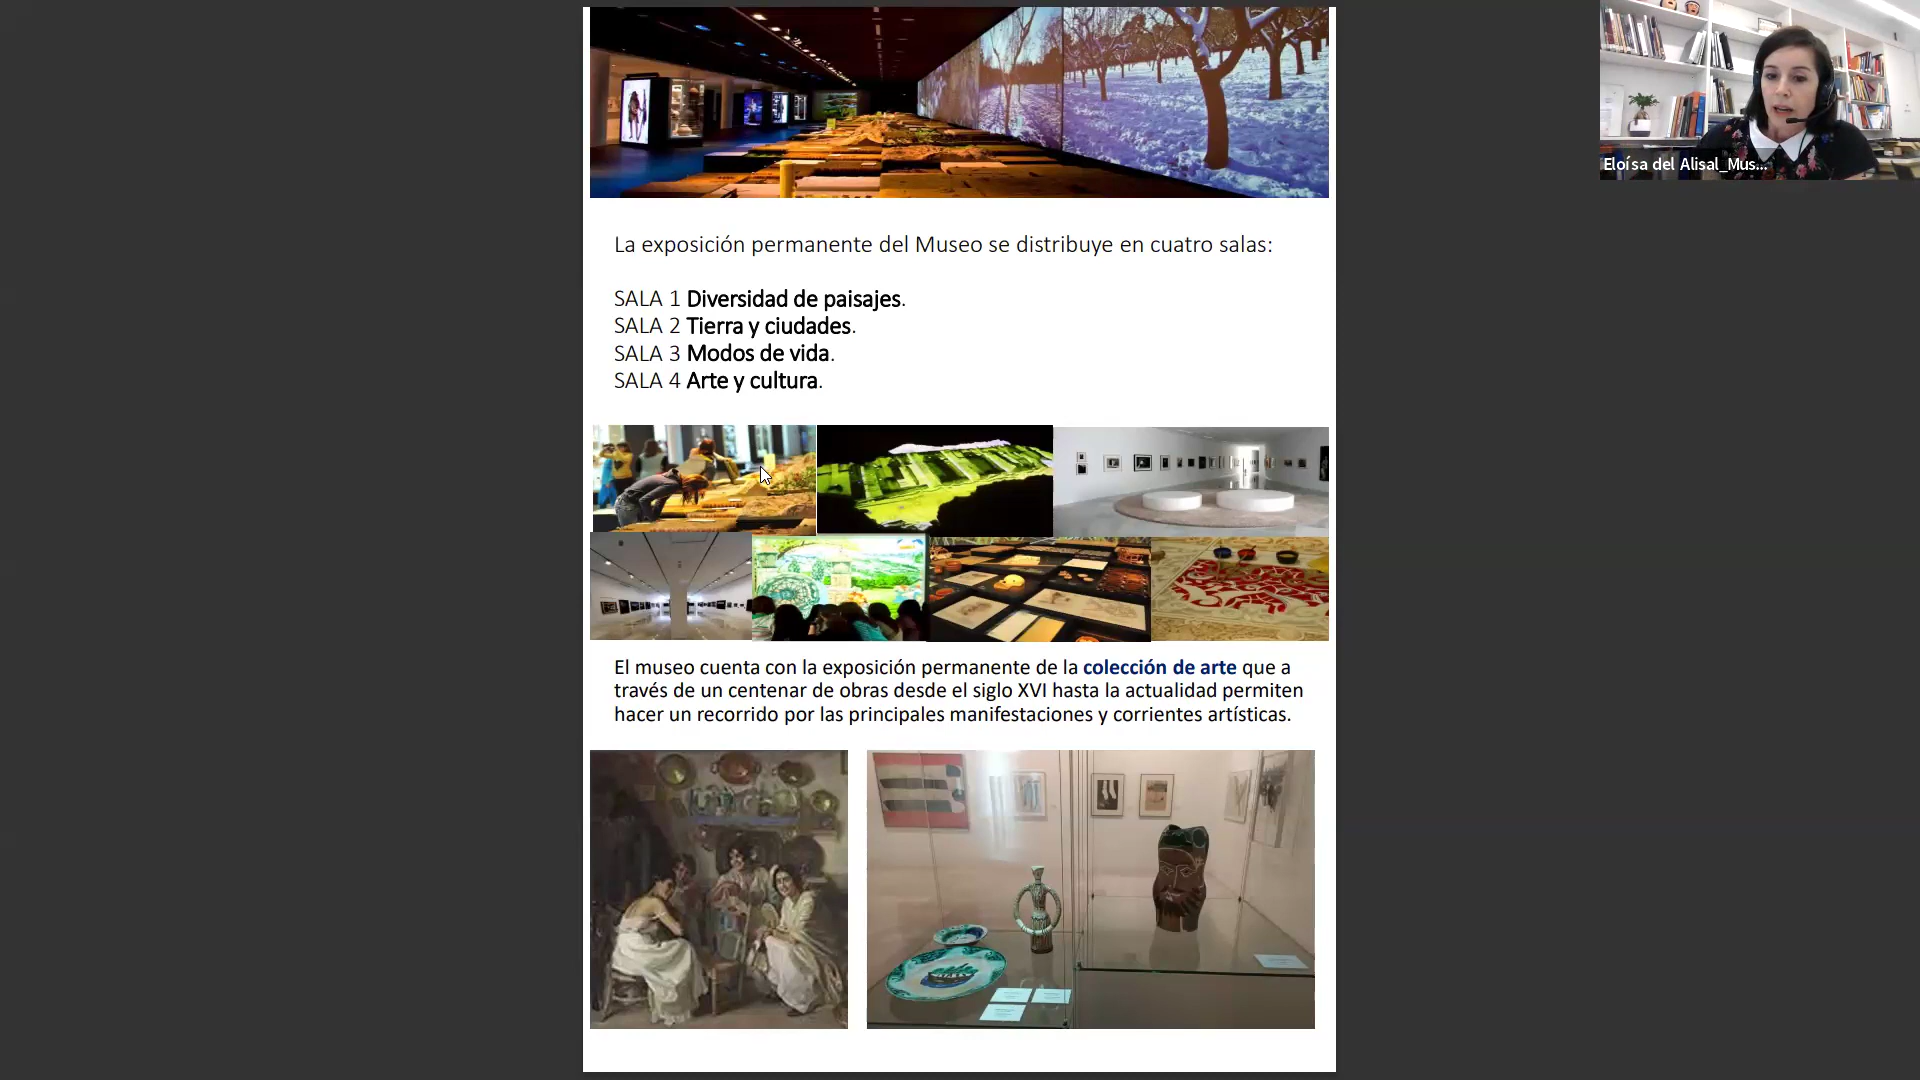 Eloísa del Alisal_Mus...
La exposición permanente del Museo se distribuye en cuatro salas:
SALA 1 Diversidad de paisajes.
SALA 2 Tierra y ciudades.
SALA 3 Modos de vida.
SALA 4 Arte y cultura.
El museo cuenta con la exposición permanente de la colección de arte que a
través de un centenar de obras desde el siglo XVI hasta la actualidad permiten
hacer un recorrido por las principales manifestaciones y corrientes artísticas.